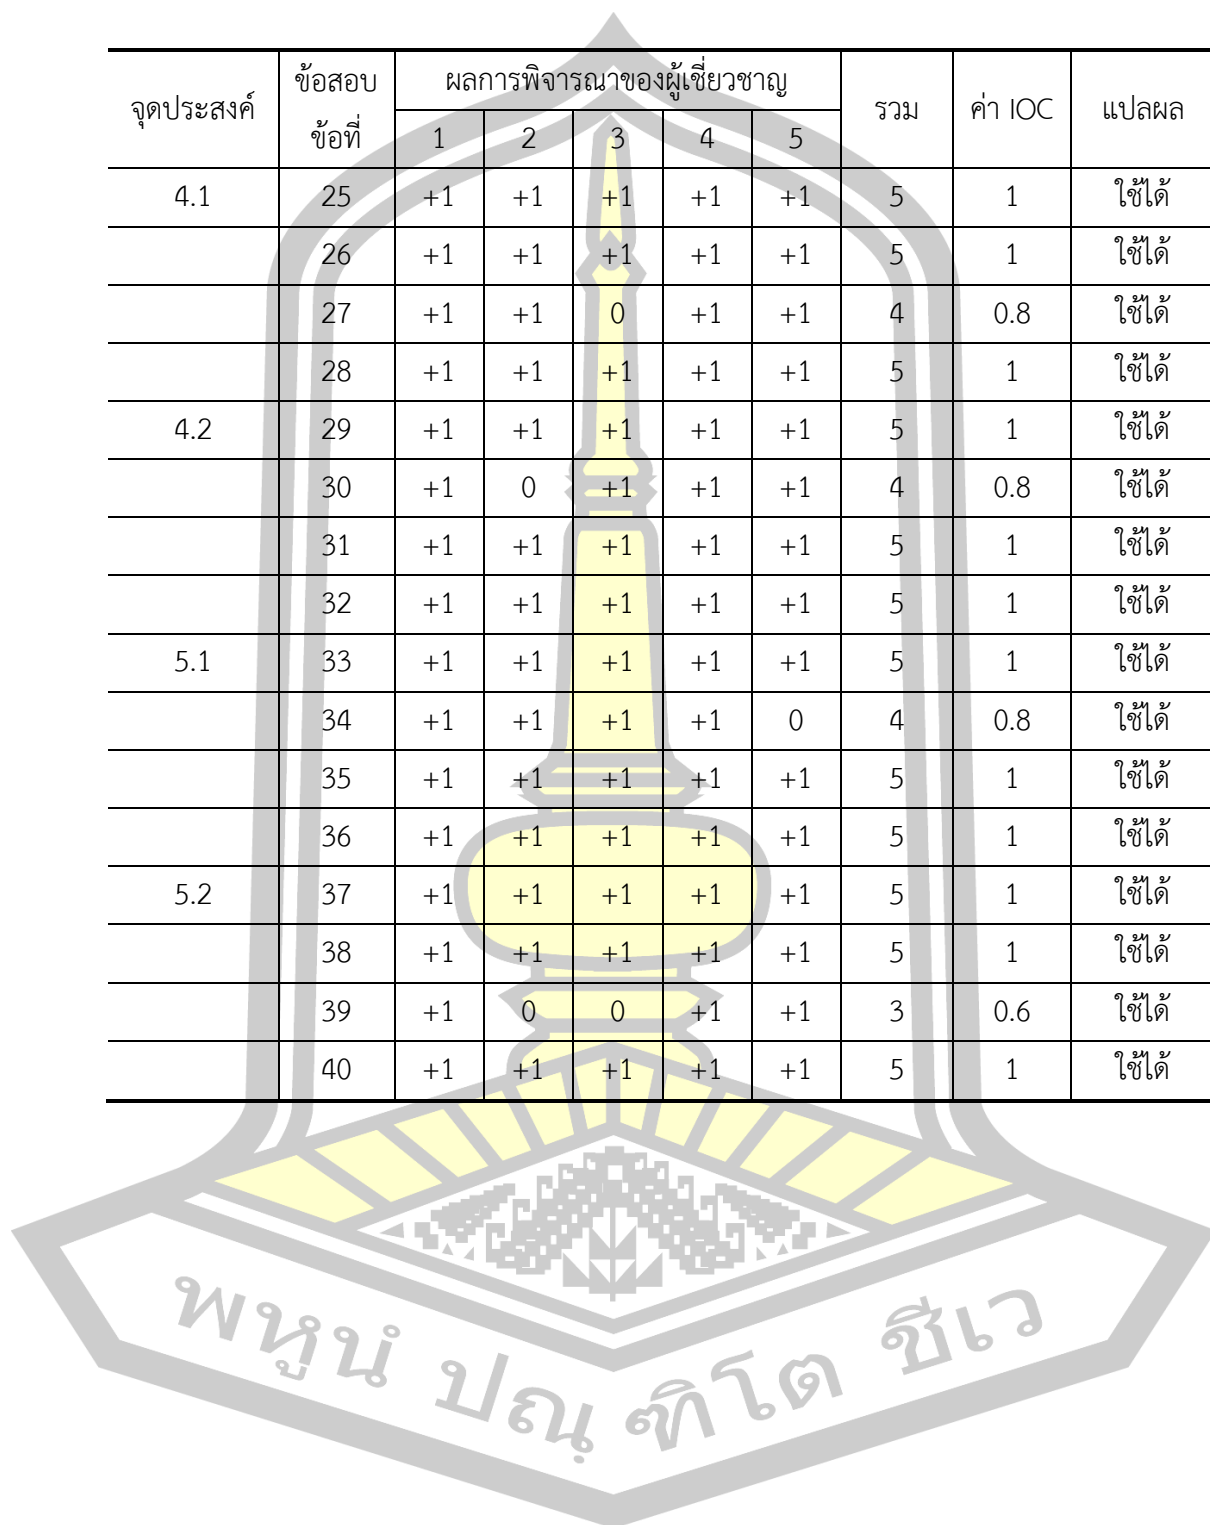 จุดประสงค์ ข้อสอบข้อที่ ผลการพิจารณาของผู้เชี่ยวชาญ รวม ค่า IOC แปลผล
1 2 3 4 5
4.1 25 +1 +1 +1 +1 +1 5 1 ใช้ได้
26 +1 +1 +1 +1 +1 5 1 ใช้ได้
27 +1 +1 0 +1 +1 4 0.8 ใช้ได้
28 +1 +1 +1 +1 +1 5 1 ใช้ได้
4.2 29 +1 +1 +1 +1 +1 5 1 ใช้ได้
30 +1 0 +1 +1 +1 4 0.8 ใช้ได้
31 +1 +1 +1 +1 +1 5 1 ใช้ได้
32 +1 +1 +1 +1 +1 5 1 ใช้ได้
5.1 33 +1 +1 +1 +1 +1 5 1 ใช้ได้
34 +1 +1 +1 +1 0 4 0.8 ใช้ได้
35 +1 +1 +1 +1 +1 5 1 ใช้ได้
36 +1 +1 +1 +1 +1 5 1 ใช้ได้
5.2 37 +1 +1 +1 +1 +1 5 1 ใช้ได้
38 +1 +1 +1 +1 +1 5 1 ใช้ได้
39 +1 0 0 +1 +1 3 0.6 ใช้ได้
40 +1 +1 +1 +1 +1 5 1 ใช้ได้
พหูนํ ปณฺ ฑิโต ชีเว